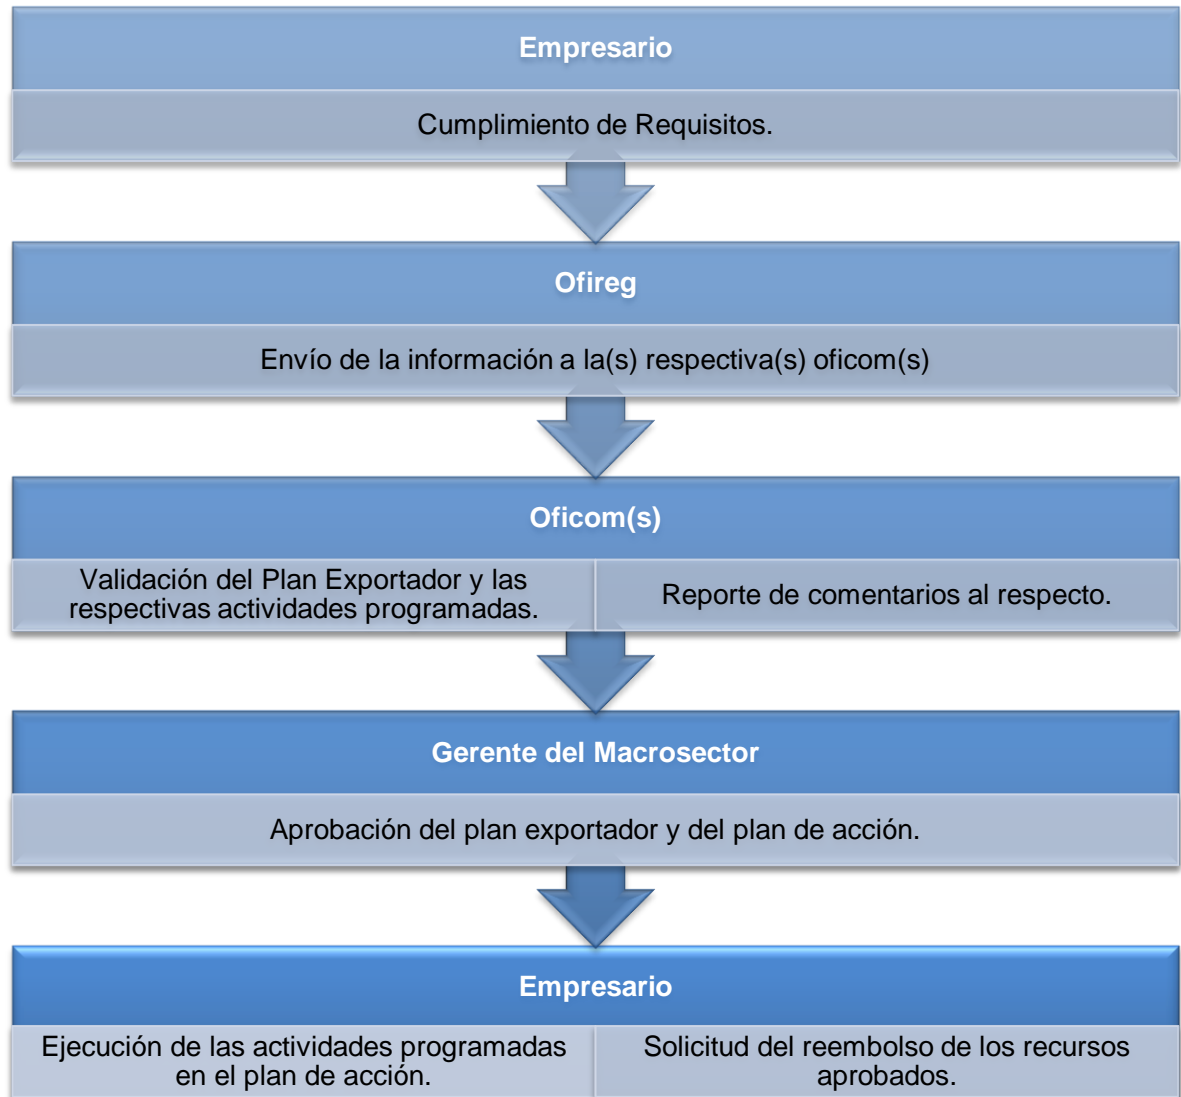 Empresario
Cumplimiento de Requisitos.
Ofireg
Envío de la información a la(s) respectiva(s) oficom(s)
Oficom(s)
Validación del Plan Exportador y las
respectivas actividades programadas.
Reporte de comentarios al respecto.
Gerente del Macrosector
Aprobación del plan exportador y del plan de acción.
Empresario
Ejecución de las actividades programadas
en el plan de acción.
Solicitud del reembolso de los recursos
aprobados.